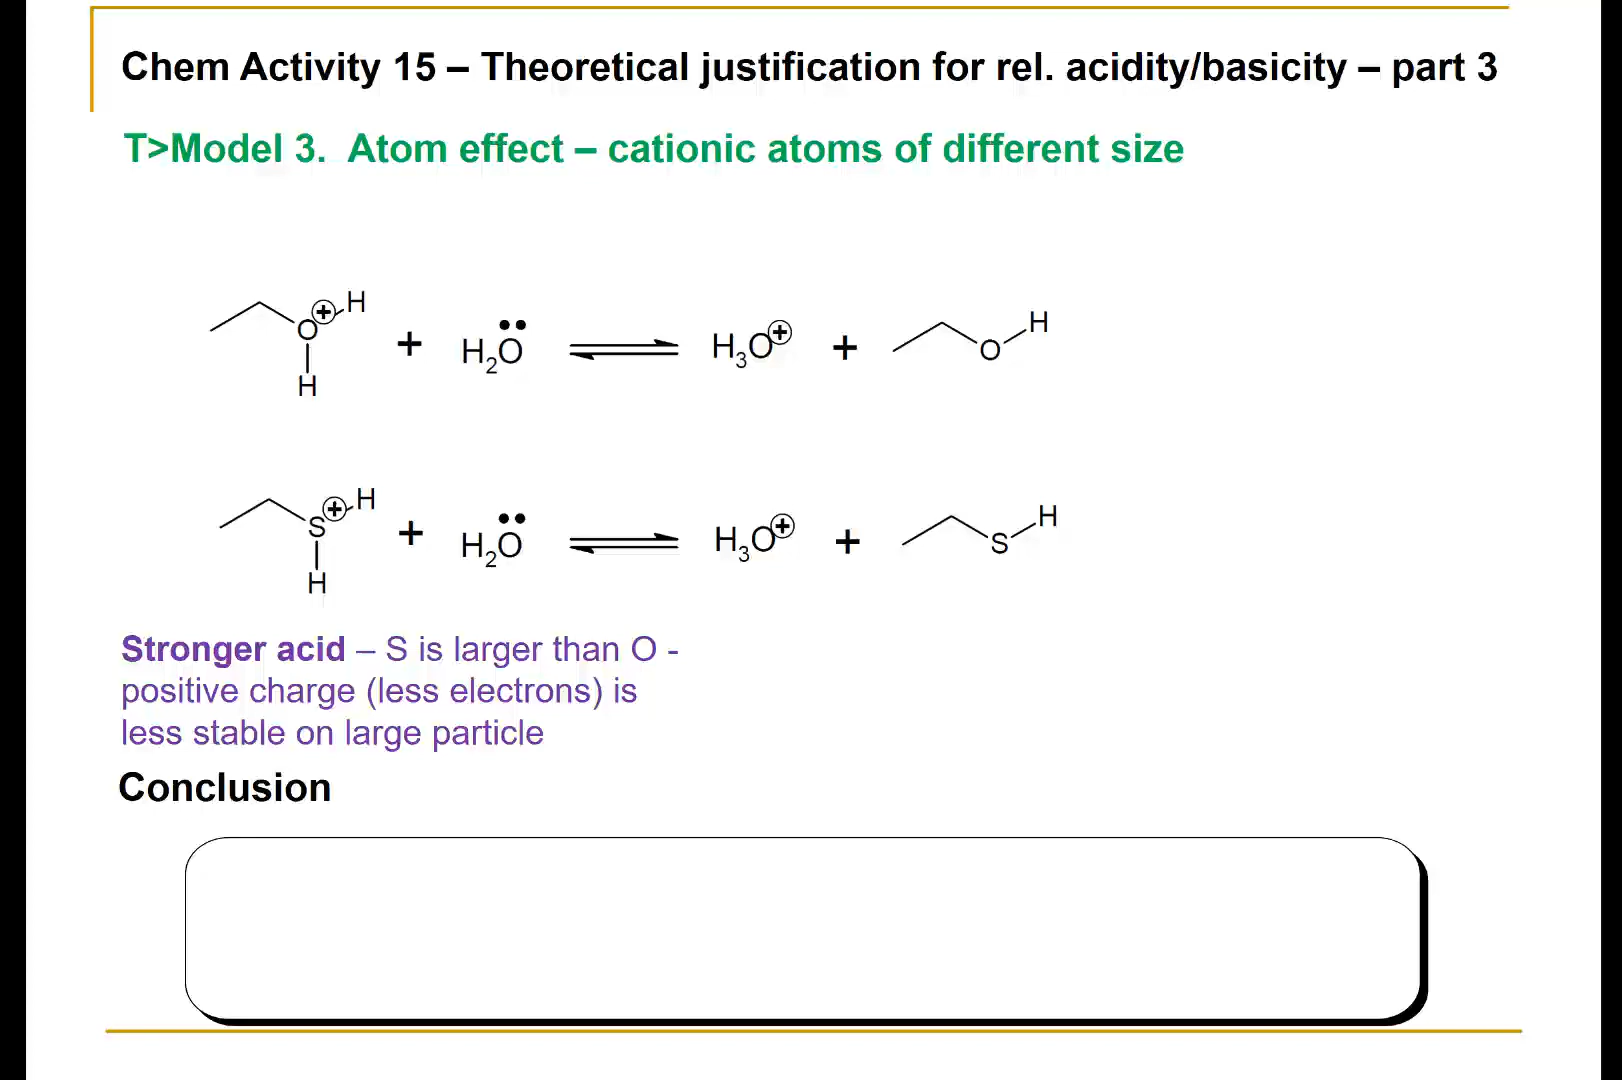 Chem Activity 15 – Theoretical justification for rel. acidity/basicity – part 3
T>Model 3. Atom effect – cationic atoms of different size
O⊕ H H + H₂O ⇌ H₃O⊕ + O H
S⊕ H H + H₂O ⇌ H₃O⊕ + S H
Stronger acid – S is larger than O -
positive charge (less electrons) is
less stable on large particle
Conclusion